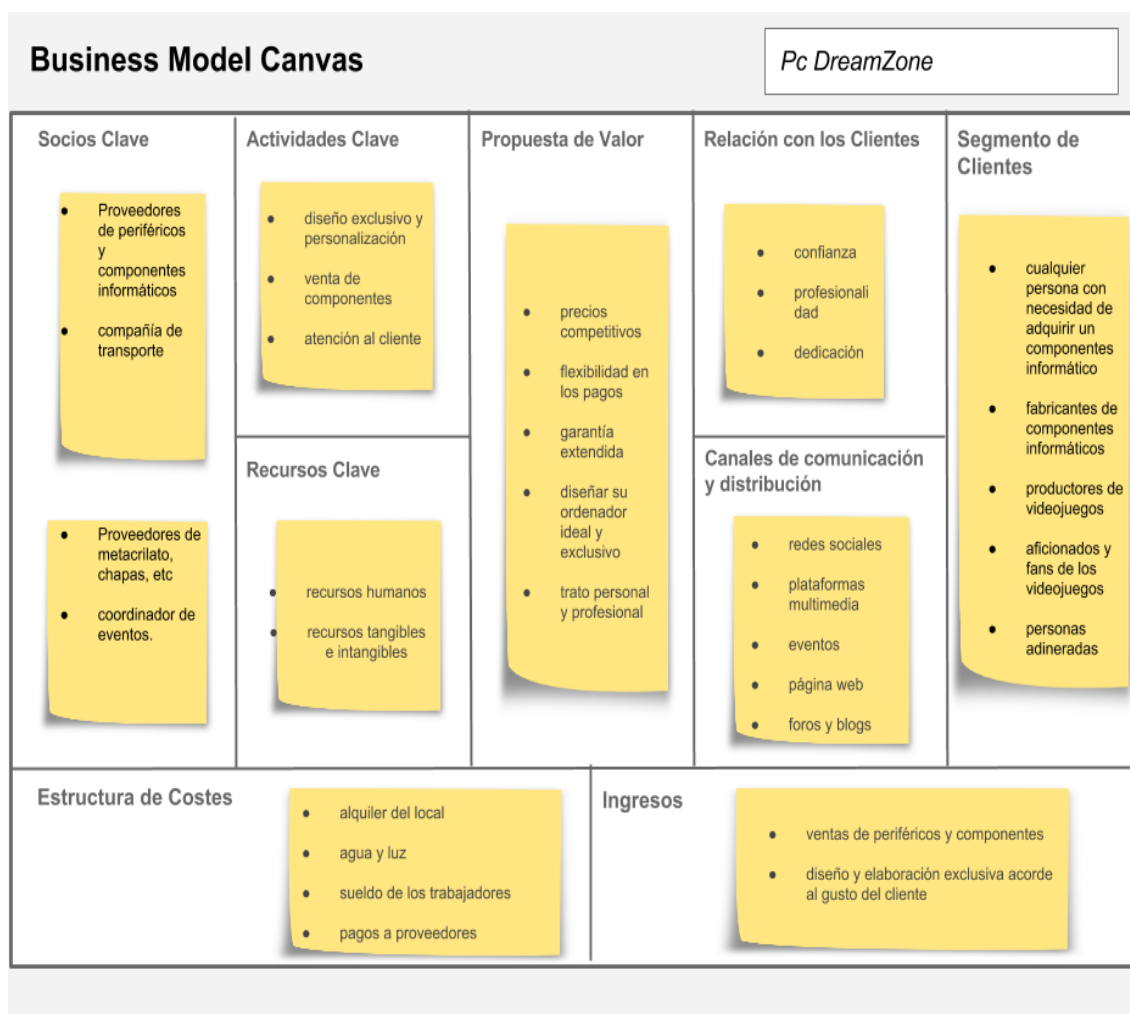 Business Model Canvas
Pc DreamZone
Socios Clave
● Proveedores
de periféricos
y
componentes
informáticos
● compañía de
transporte
● Proveedores de
metacrilato,
chapas, etc
● coordinador de
eventos.
Actividades Clave
● diseño exclusivo y
personalización
● venta de
componentes
● atención al cliente
Recursos Clave
● recursos humanos
● recursos tangibles
e intangibles
Propuesta de Valor
● precios
competitivos
● flexibilidad en
los pagos
● garantía
extendida
● diseñar su
ordenador
ideal y
exclusivo
● trato personal
y profesional
Relación con los Clientes
● confianza
● profesionali
dad
● dedicación
Canales de comunicación
y distribución
● redes sociales
● plataformas
multimedia
● eventos
● página web
● foros y blogs
Segmento de
Clientes
● cualquier
persona con
necesidad de
adquirir un
componentes
informático
● fabricantes de
componentes
informáticos
● productores de
videojuegos
● aficionados y
fans de los
videojuegos
● personas
adineradas
Estructura de Costes
● alquiler del local
● agua y luz
● sueldo de los trabajadores
● pagos a proveedores
Ingresos
● ventas de periféricos y componentes
● diseño y elaboración exclusiva acorde
al gusto del cliente